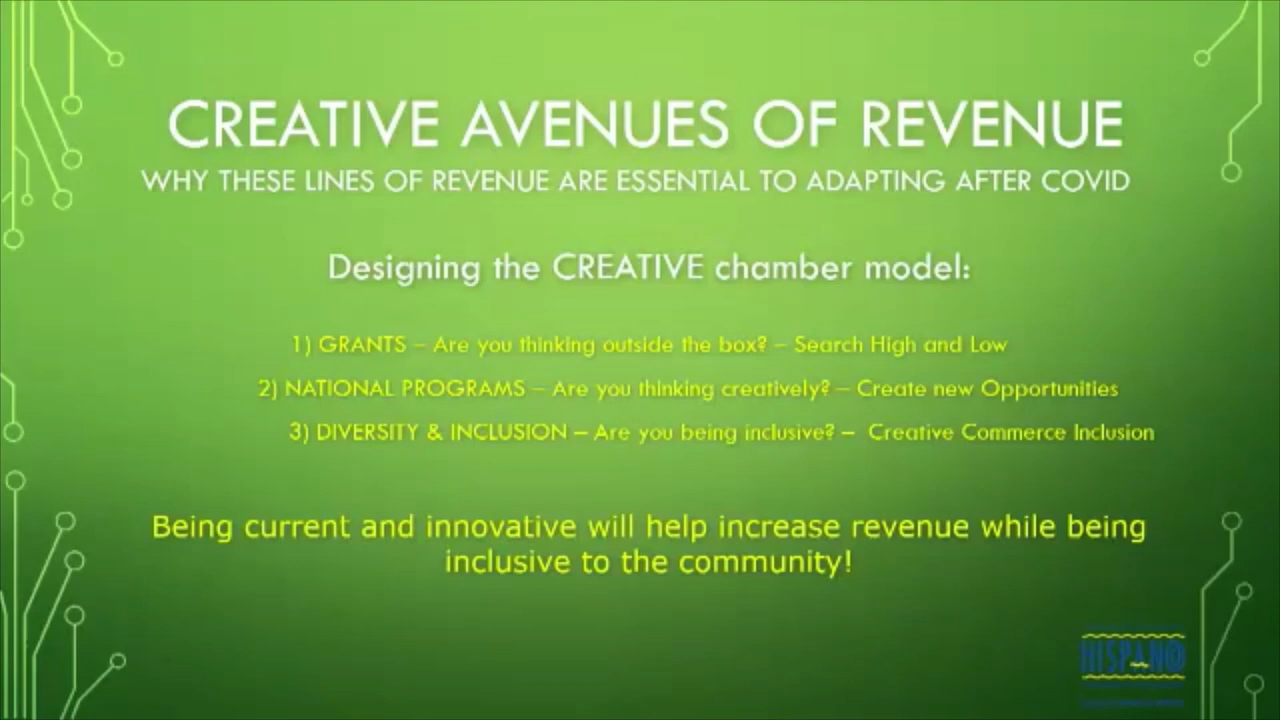 CREATIVE AVENUES OF REVENUE
WHY THESE LINES OF REVENUE ARE ESSENTIAL TO ADAPTING AFTER COVID
Designing the CREATIVE chamber model:
1) GRANTS – Are you thinking outside the box? – Search High and Low
2) NATIONAL PROGRAMS – Are you thinking creatively? – Create new Opportunities
3) DIVERSITY & INCLUSION – Are you being inclusive? – Creative Commerce Inclusion
Being current and innovative will help increase revenue while being
inclusive to the community!
HISPANO